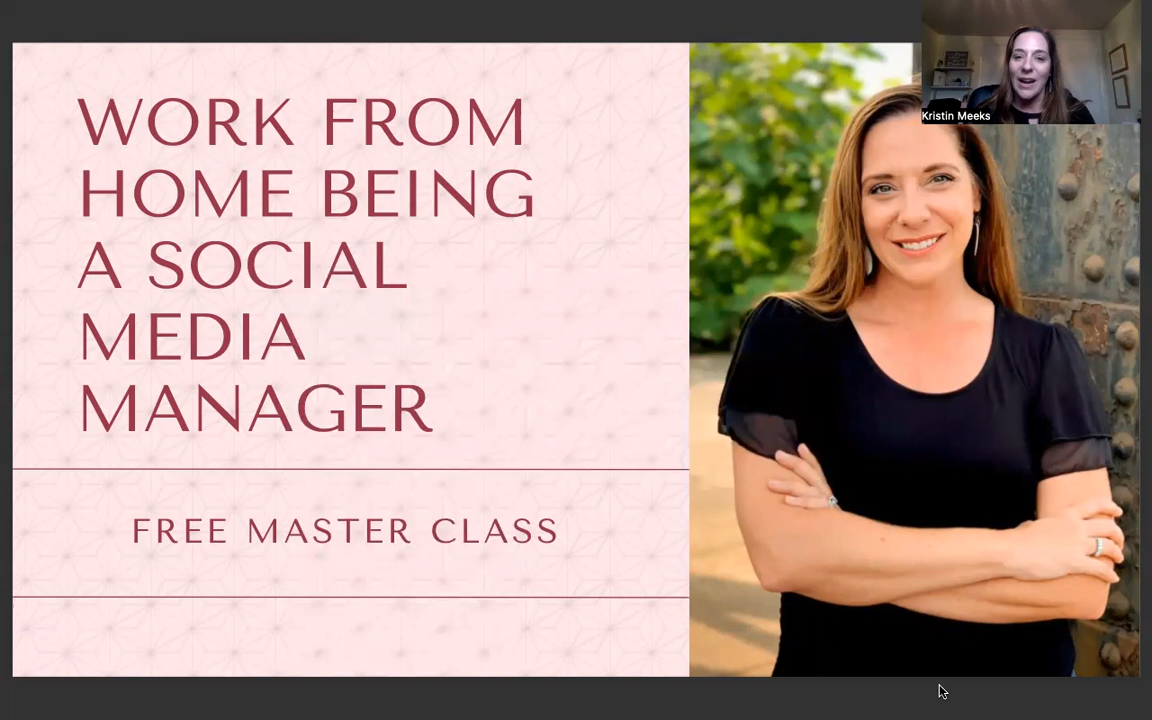 WORK FROM
HOME BEING
A SOCIAL
MEDIA
MANAGER
FREE MASTER CLASS
Kristin Meeks